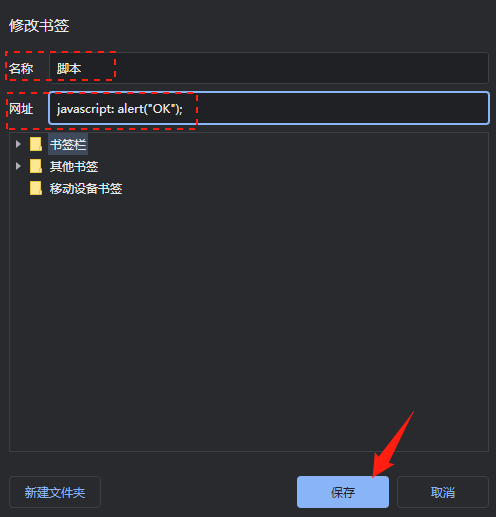 修改书签
名称 脚本
网址 javascript: alert("OK");
书签栏
其他书签
移动设备书签
新建文件夹 保存 取消